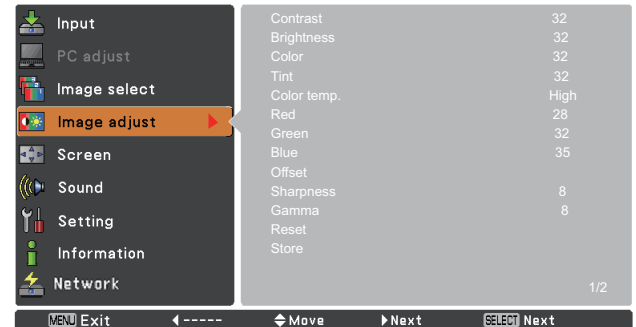 Input
PC adjust
Image select
Image adjust
Screen
Sound
Setting
Information
Network
Contrast 32
Brightness 32
Color 32
Tint 32
Color temp. High
Red 28
Green 32
Blue 35
Offset
Sharpness 8
Gamma 8
Reset
Store
1/2
MENU Exit ◀ ----- Move ▶ Next SELECT Next